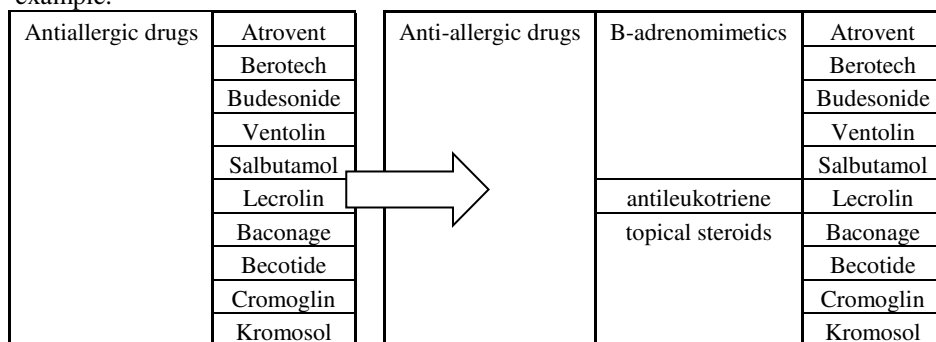 example:
Antiallergic drugs Atrovent Anti-allergic drugs B-adrenomimetics Atrovent
Berotech Berotech
Budesonide Budesonide
Ventolin Ventolin
Salbutamol Salbutamol
Lecrolin antileukotriene Lecrolin
Baconage topical steroids Baconage
Becotide Becotide
Cromoglin Cromoglin
Kromosol Kromosol